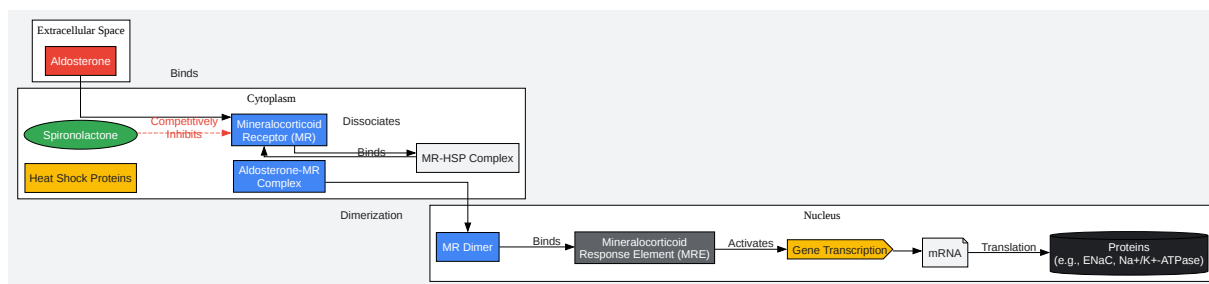 Extracellular Space
Aldosterone
Binds
Cytoplasm
Spironolactone
Competitively
Inhibits
Mineralocorticoid
Receptor (MR)
Dissociates
Binds
MR-HSP Complex
Heat Shock Proteins
Aldosterone-MR
Complex
Dimerization
Nucleus
MR Dimer
Binds
Mineralocorticoid
Response Element (MRE)
Activates
Gene Transcription
mRNA
Translation
Proteins
(e.g., ENaC, Na+/K+-ATPase)